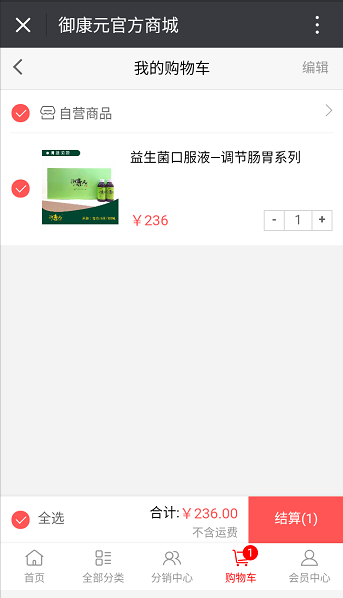 御康元官方商城
我的购物车
编辑
自营商品
益生菌口服液—调节肠胃系列
￥236
- 1 +
全选
合计:￥236.00
不含运费
结算(1)
1
首页
全部分类
分销中心
购物车
会员中心